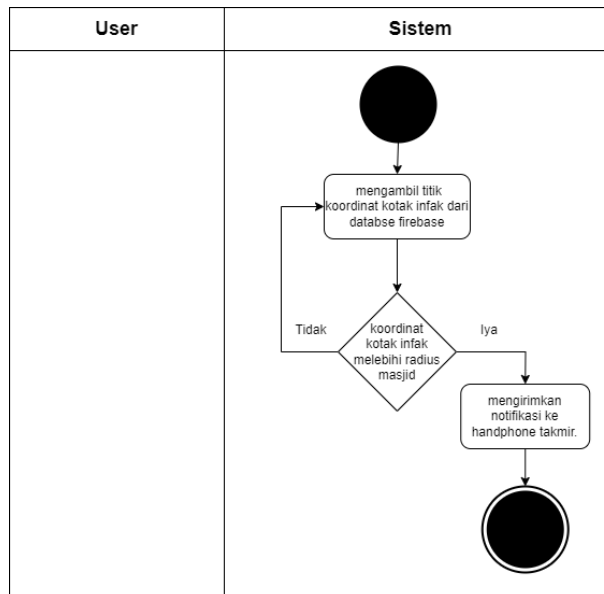 User
Sistem
mengambil titik
koordinat kotak infak dari
databse firebase
Tidak
koordinat
kotak infak
melebihi radius
masjid
Iya
mengirimkan
notifikasi ke
handphone takmir.